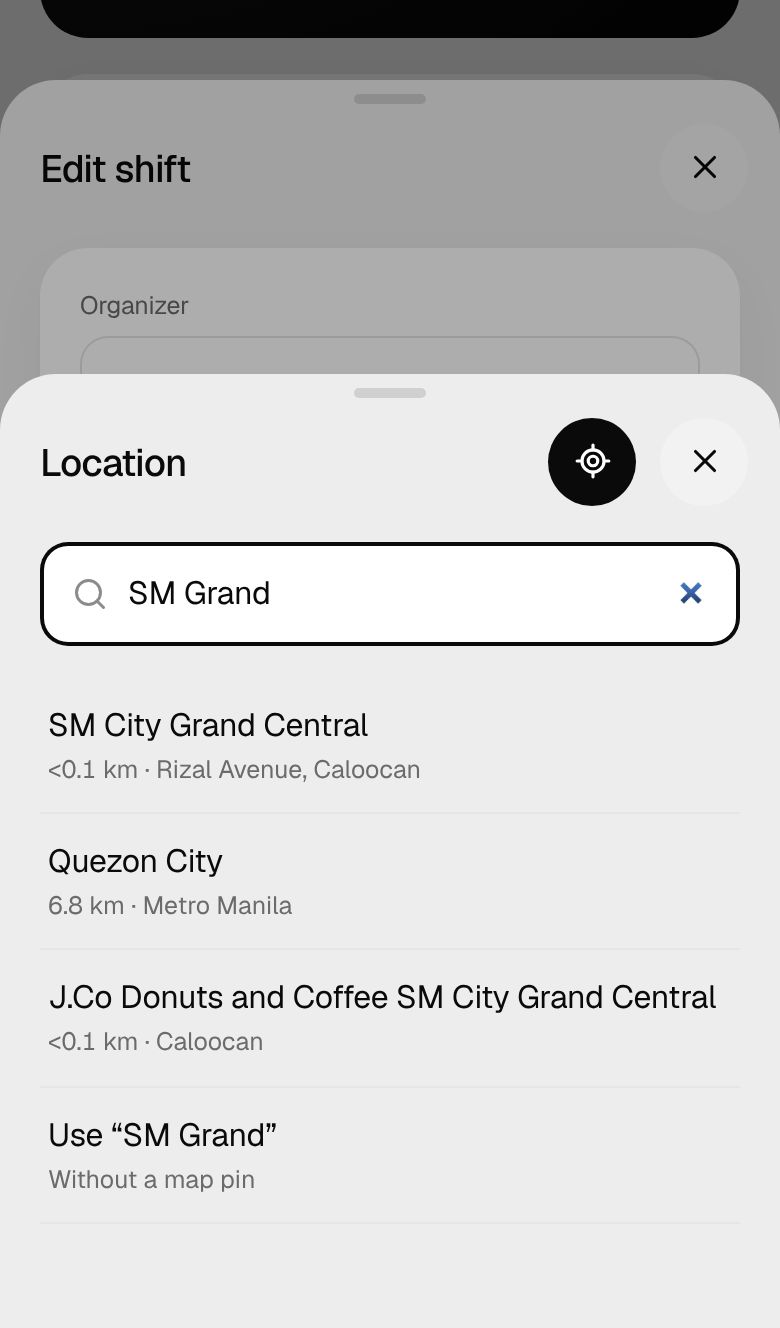 Edit shift
Organizer
Location
SM Grand
SM City Grand Central
<0.1 km · Rizal Avenue, Caloocan
Quezon City
6.8 km · Metro Manila
J.Co Donuts and Coffee SM City Grand Central
<0.1 km · Caloocan
Use “SM Grand”
Without a map pin